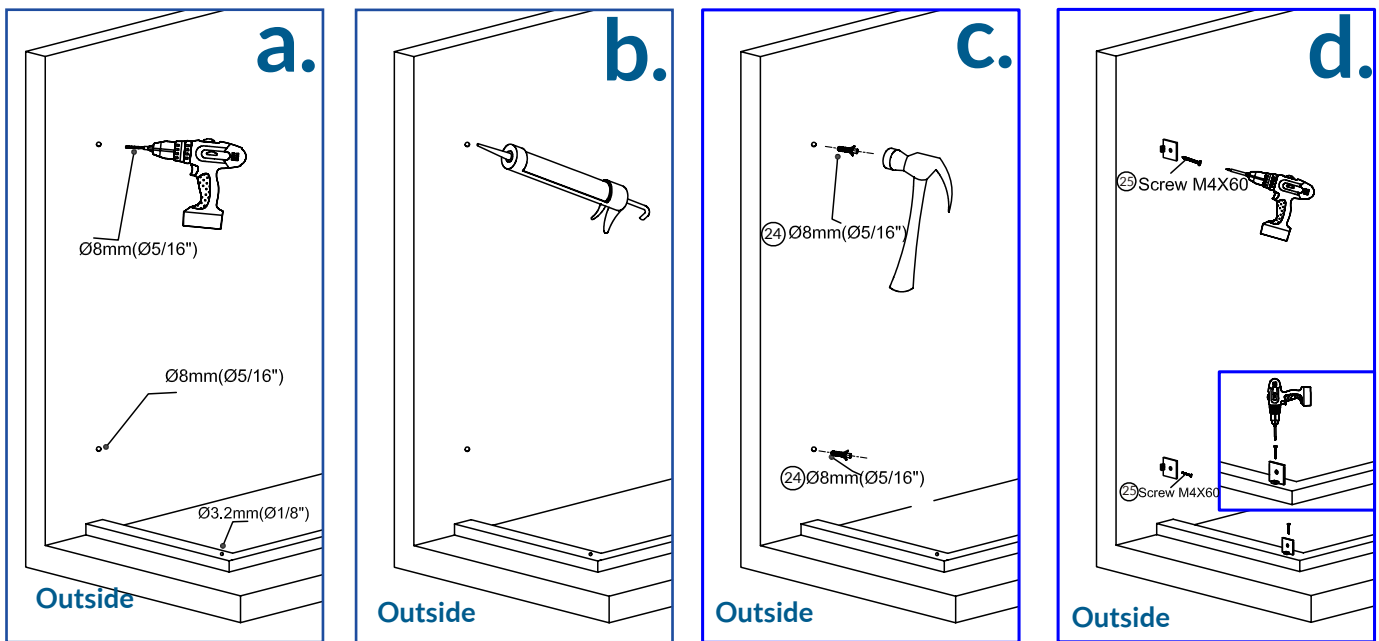 a.
Ø8mm(Ø5/16")
Ø8mm(Ø5/16")
Ø3.2mm(Ø1/8")
Outside
b.
Outside
c.
24 Ø8mm(Ø5/16")
24 Ø8mm(Ø5/16")
Outside
d.
25 Screw M4X60
25 Screw M4X60
Outside